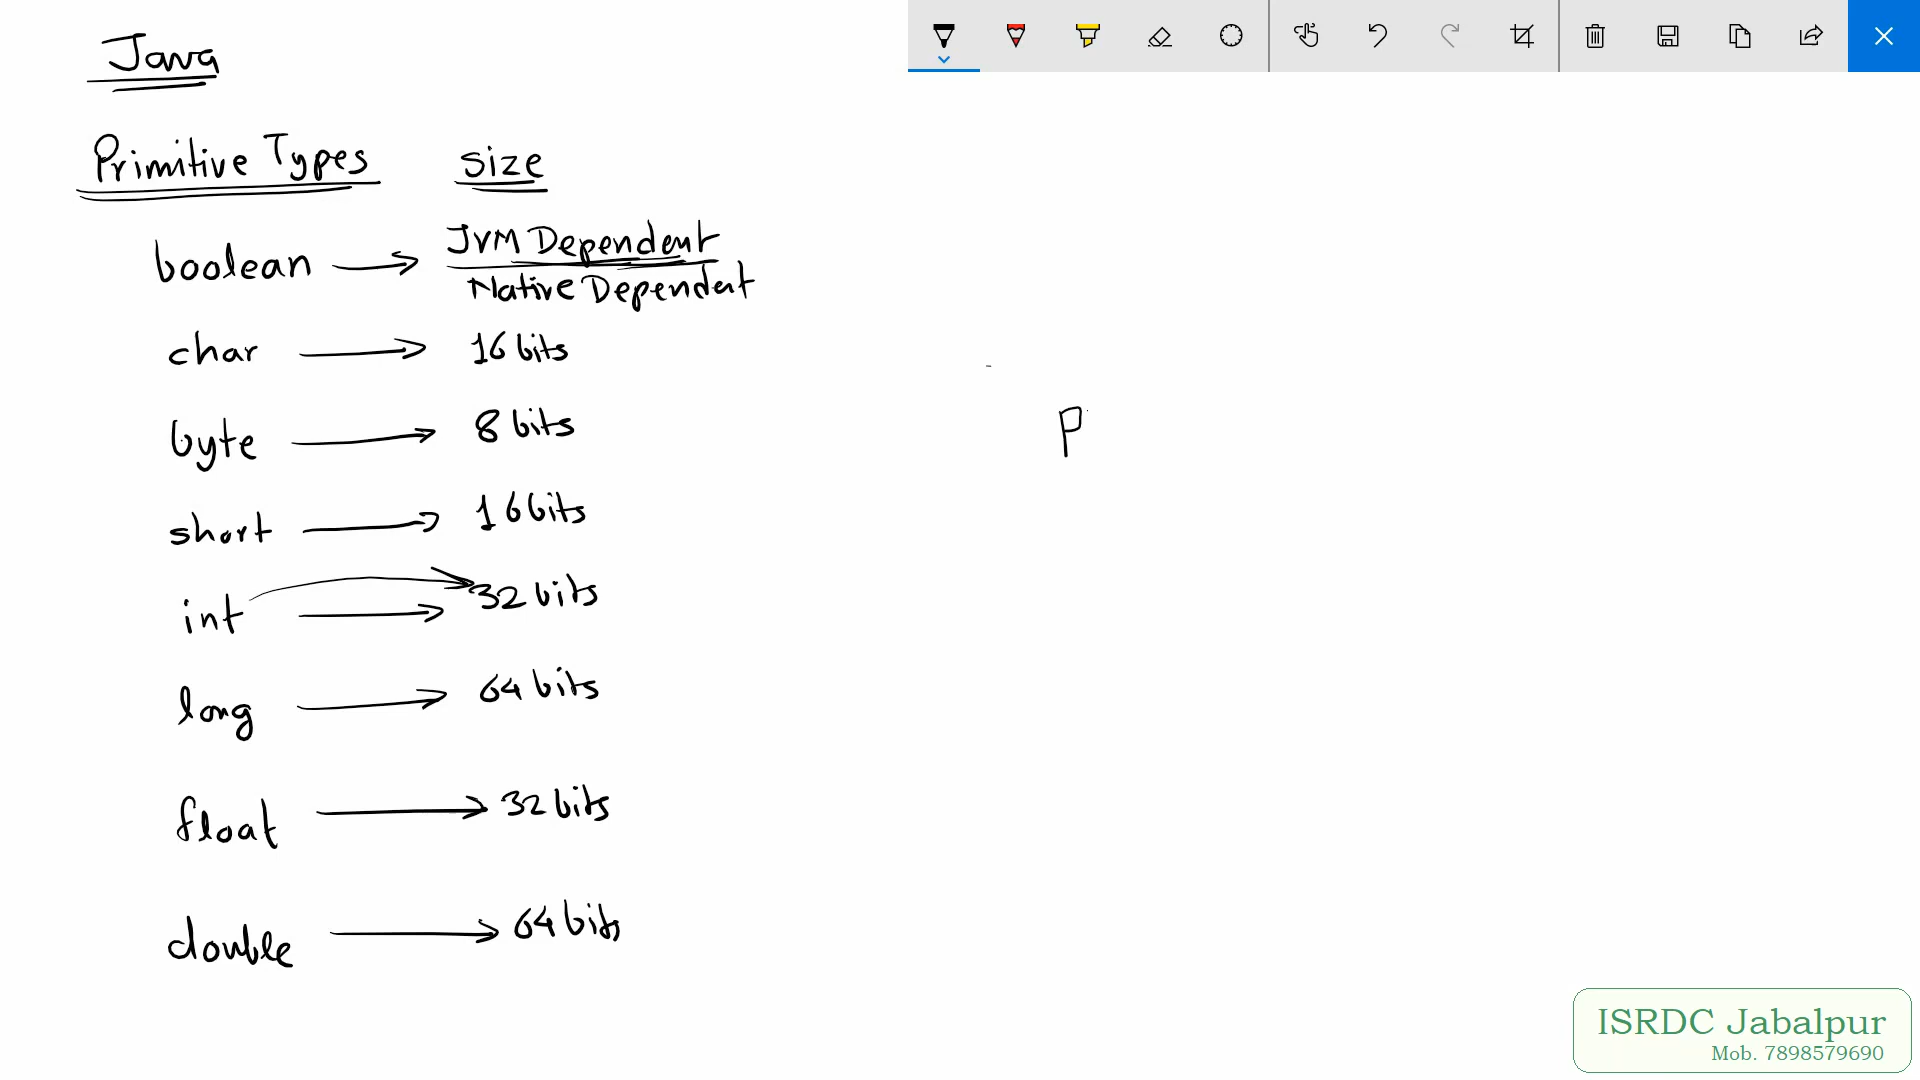 Java
Primitive Types size
boolean → JVM Dependent
Native Dependent
char → 16 bits
byte → 8 bits
short → 16 bits
int → 32 bits
long → 64 bits
float → 32 bits
double → 64 bits
P
ISRDC Jabalpur
Mob. 7898579690